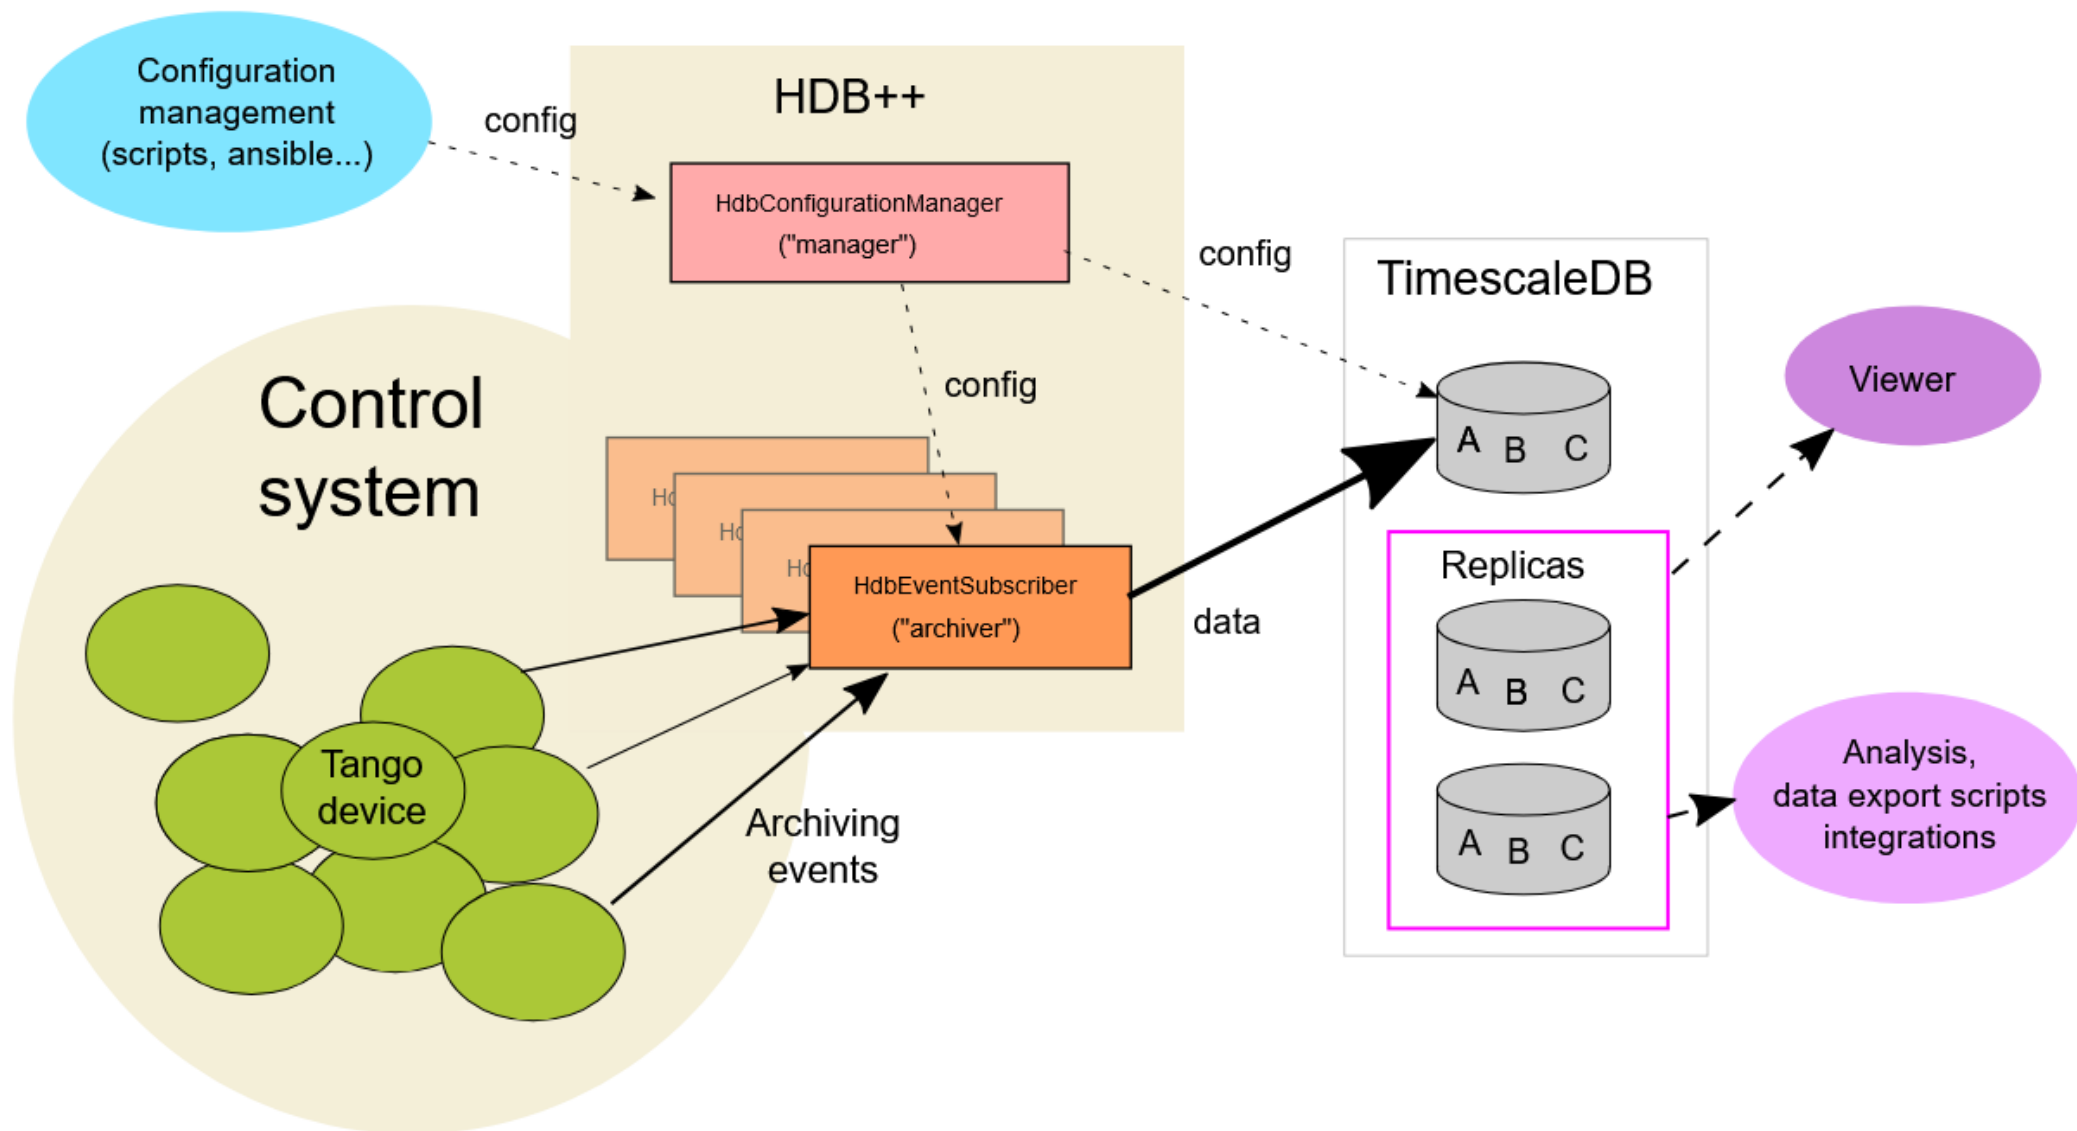 Configuration
management
(scripts, ansible...)
config
HDB++
HdbConfigurationManager
("manager")
config
config
TimescaleDB
A B C
Viewer
Control
system
HdbEventSubscriber
("archiver")
data
Replicas
A B C
A B C
Tango
device
Archiving
events
Analysis,
data export scripts
integrations